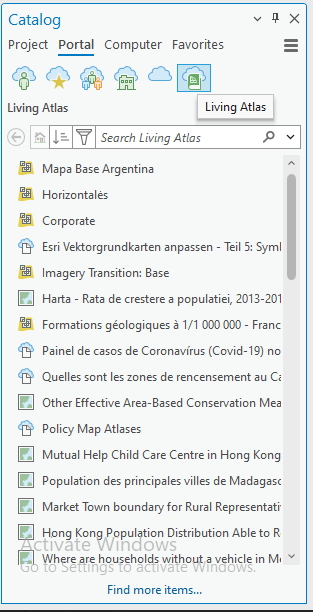 Catalog
Project Portal Computer Favorites
Living Atlas
Living Atlas
Search Living Atlas
Mapa Base Argentina
Horizontalés
Corporate
Esri Vektorgrundkarten anpassen - Teil 5: Symb
Imagery Transition: Base
Harta - Rata de crestere a populatiei, 2013-201
Formations géologiques à 1/1 000 000 - Franc
Painel de casos de Coronavírus (Covid-19) no
Quelles sont les zones de rencensement au Ca
Other Effective Area-Based Conservation Mea
Policy Map Atlases
Mutual Help Child Care Centre in Hong Kong
Population des principales villes de Madagasc
Market Town boundary for Rural Representati
Hong Kong Population Distribution Able to R
Activate Windows
Where are households without a vehicle in Me
Go to Settings to activate Windows.
Find more items...